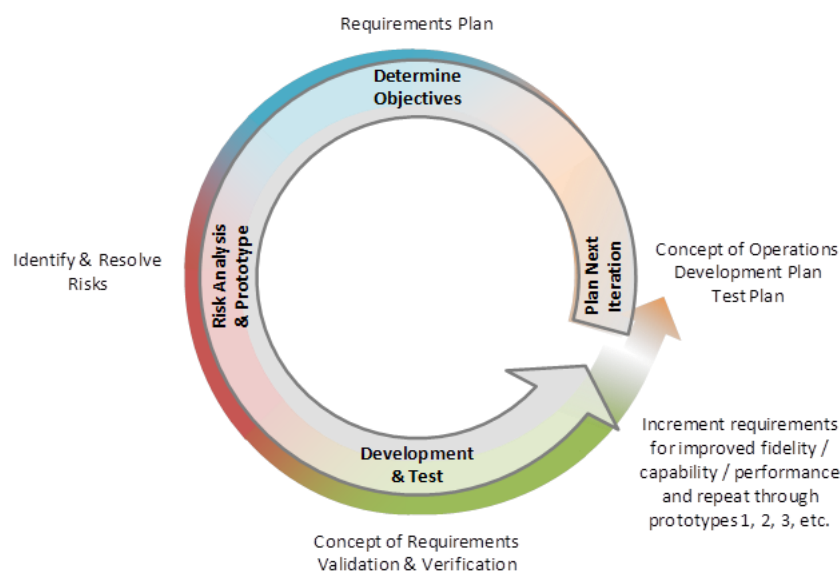 Requirements Plan
Determine
Objectives
Identify & Resolve
Risks
Risk Analysis
& Prototype
Plan Next
Iteration
Concept of Operations
Development Plan
Test Plan
Development
& Test
Increment requirements
for improved fidelity /
capability / performance
and repeat through
prototypes 1, 2, 3, etc.
Concept of Requirements
Validation & Verification